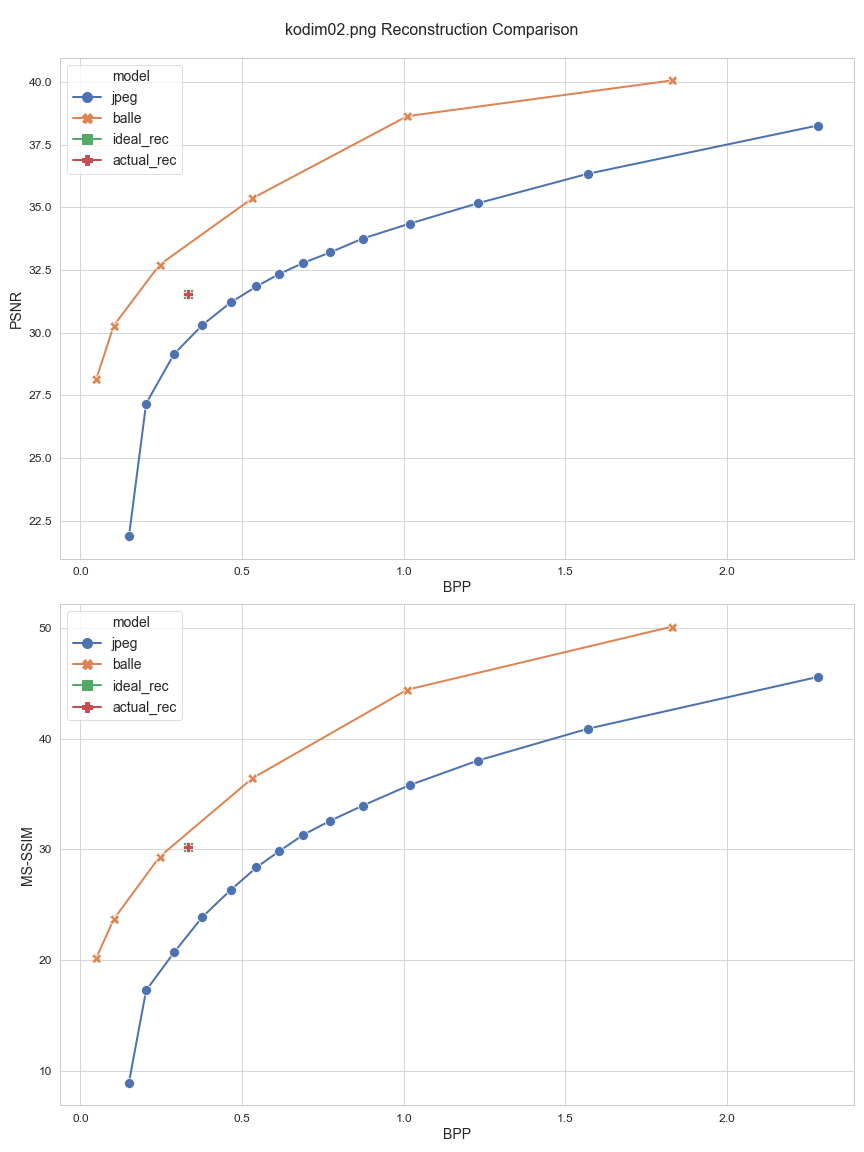 kodim02.png Reconstruction Comparison
model
jpeg
balle
ideal_rec
actual_rec
PSNR
40.0
37.5
35.0
32.5
30.0
27.5
25.0
22.5
0.0 0.5 1.0 1.5 2.0
BPP
model
jpeg
balle
ideal_rec
actual_rec
MS-SSIM
50
40
30
20
10
0.0 0.5 1.0 1.5 2.0
BPP